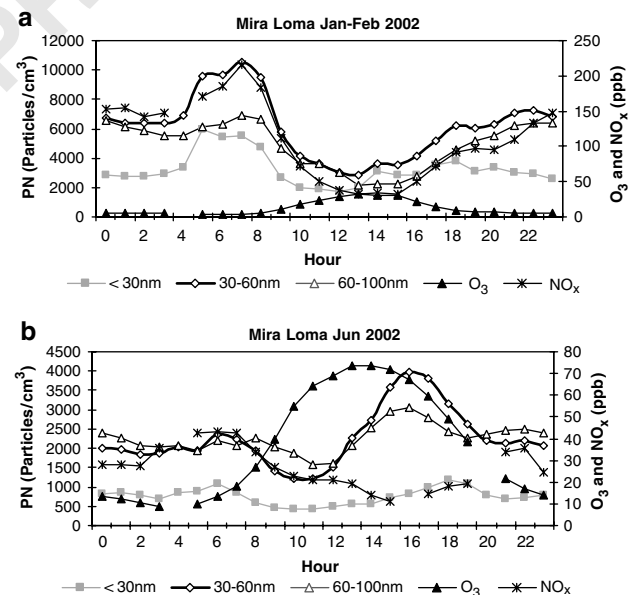 PR
a
Mira Loma Jan-Feb 2002
12000
10000
8000
6000
4000
2000
0
PN (Particles/cm³)
250
200
150
100
50
0
O₃ and NOₓ (ppb)
0 2 4 6 8 10 12 14 16 18 20 22
Hour
< 30nm 30-60nm 60-100nm O₃ NOₓ
b
Mira Loma Jun 2002
4500
4000
3500
3000
2500
2000
1500
1000
500
0
PN (Particles/cm³)
80
70
60
50
40
30
20
10
0
O₃ and NOₓ (ppb)
0 2 4 6 8 10 12 14 16 18 20 22
Hour
< 30nm 30-60nm 60-100nm O₃ NOₓ